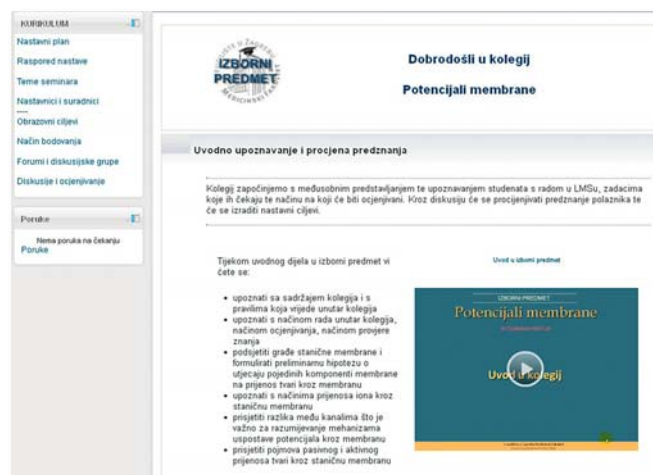 KURIKULUM
Nastavni plan
Raspored nastave
Teme seminara
Nastavnici i suradnici
Obrazovni ciljevi
Način bodovanja
Forumi i diskusijske grupe
Diskusije i ocjenjivanje
Poruke
Nema poruka na čekanju
Poruke
IZBORNI
PREDMET
Dobrodošli u kolegij
Potencijali membrane
Uvodno upoznavanje i procjena predznanja
Kolegij započinjemo s međusobnim predstavljanjem te upoznavanjem studenata s radom u LMSu, zadacima
koje ih čekaju te načinu na koji će biti ocjenjivani. Kroz diskusiju će se procjenjivati predznanje polaznika te
će se izraditi nastavni ciljevi.
Tijekom uvodnog dijela u izborni predmet vi
ćete se:
• upoznati sa sadržajem kolegija i s
pravilima koja vrijede unutar kolegija
• upoznati s načinom rada unutar kolegija,
načinom ocjenjivanja, načinom provjere
znanja
• podsjetiti građe stanične membrane i
formulirati preliminarnu hipotezu o
utjecaju pojedinih komponenti membrane
na prijenos tvari kroz membranu
• upoznati s načinima prijenosa iona kroz
staničnu membranu
• prisjetiti razlika među kanalima što je
važno za razumijevanje mehanizama
uspostave potencijala kroz membranu
• prisjetiti pojmova pasivnog i aktivnog
prijenosa tvari kroz staničnu membranu
Uvod u izborni predmet
IZBORNI PREDMET
Potencijali membrane
Uvod u kolegij